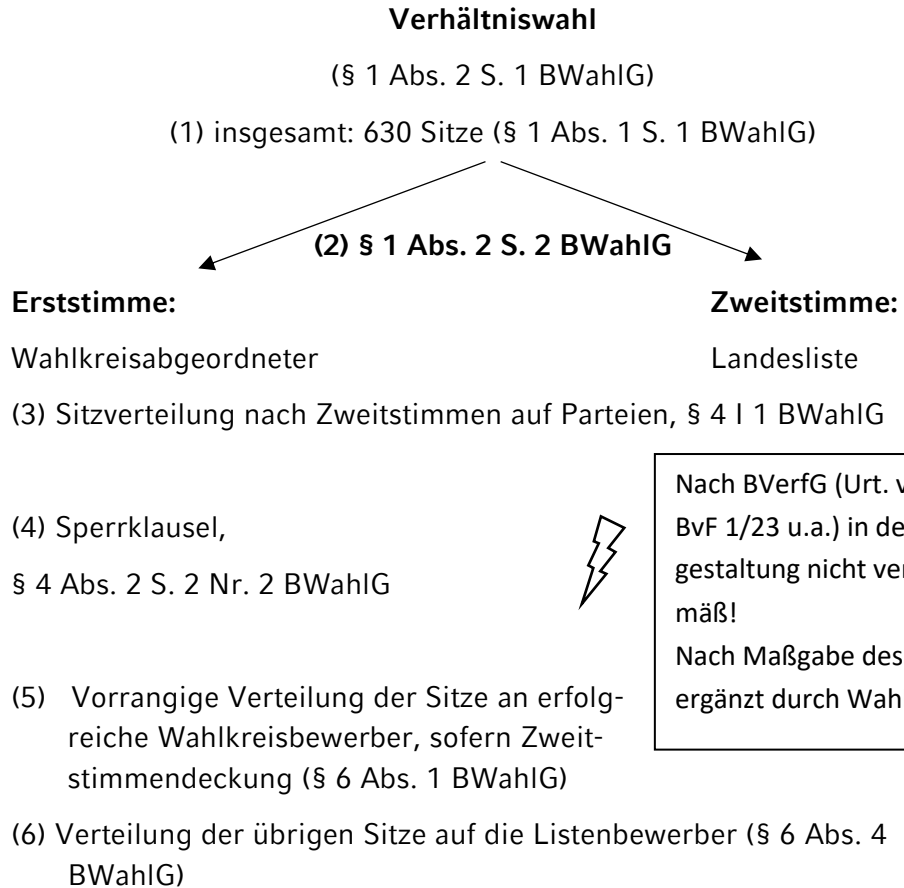 Verhältniswahl
(§ 1 Abs. 2 S. 1 BWahlG)
(1) insgesamt: 630 Sitze (§ 1 Abs. 1 S. 1 BWahlG)
(2) § 1 Abs. 2 S. 2 BWahlG
Erststimme:
Zweitstimme:
Wahlkreisabgeordneter
Landesliste
(3) Sitzverteilung nach Zweitstimmen auf Parteien, § 4 I 1 BWahlG
(4) Sperrklausel,
§ 4 Abs. 2 S. 2 Nr. 2 BWahlG
Nach BVerfG (Urt. v
BvF 1/23 u.a.) in de
gestaltung nicht ver
mäß!
Nach Maßgabe des
ergänzt durch Wah
(5) Vorrangige Verteilung der Sitze an erfolg-
reiche Wahlkreisbewerber, sofern Zweit-
stimmendeckung (§ 6 Abs. 1 BWahlG)
(6) Verteilung der übrigen Sitze auf die Listenbewerber (§ 6 Abs. 4
BWahlG)